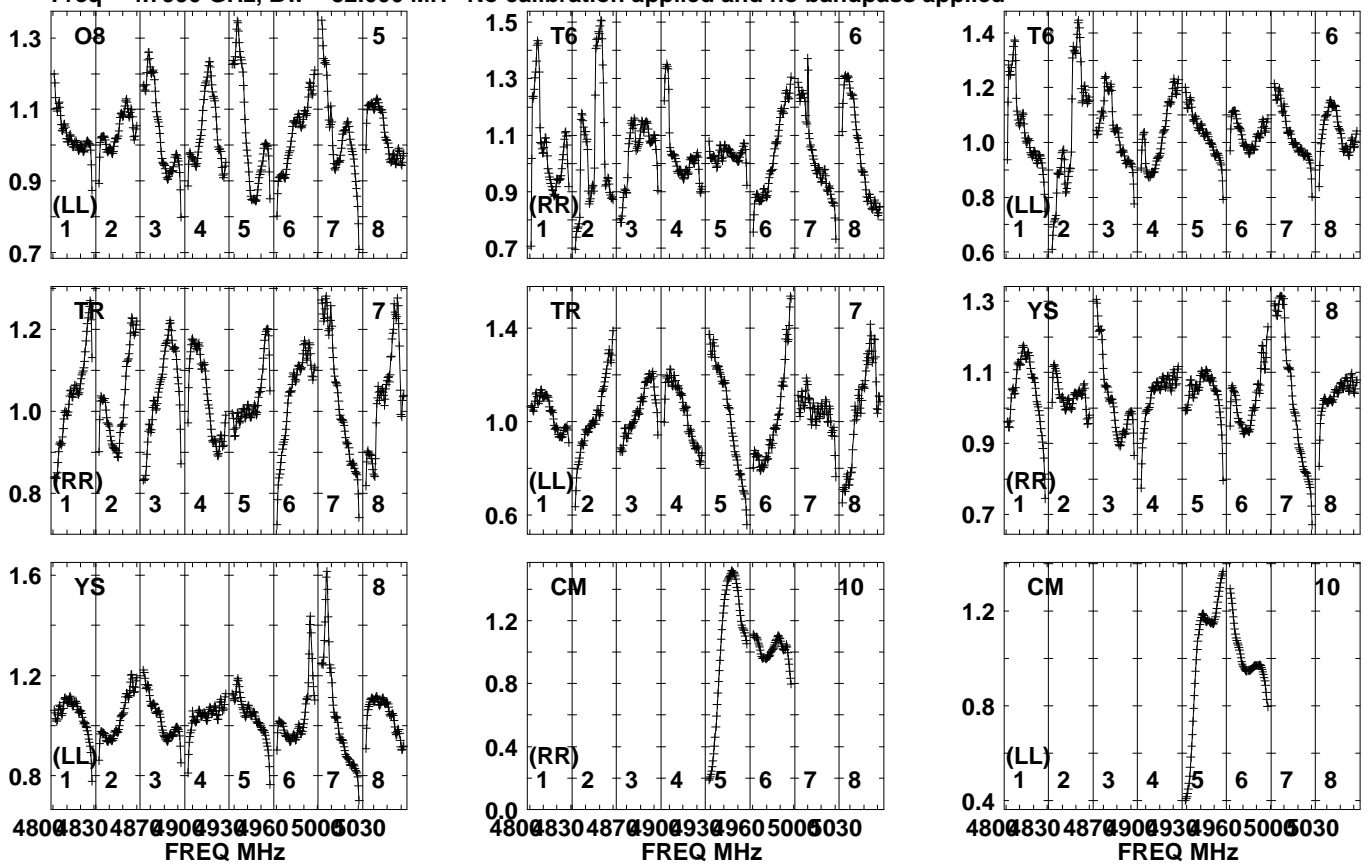 Freq = GHz, Bw = 32.000 MH No calibration applied and no bandpass applied
O8 5
1.3
1.1
0.9
0.7
(LL)
1 2 3 4 5 6 7 8
T6 6
1.5
1.3
1.1
0.9
0.7
(RR)
1 2 3 4 5 6 7 8
T6 6
1.4
1.2
1.0
0.8
0.6
(LL)
1 2 3 4 5 6 7 8
TR 7
1.2
1.0
0.8
(RR)
1 2 3 4 5 6 7 8
TR 7
1.4
1.0
0.6
(LL)
1 2 3 4 5 6 7 8
YS 8
1.3
1.1
0.9
0.7
(RR)
1 2 3 4 5 6 7 8
YS 8
1.6
1.2
0.8
(LL)
1 2 3 4 5 6 7 8
4800 4830 4870 4900 4930 4960 5000 5030
FREQ MHz
CM 10
1.2
0.8
0.4
0.0
(RR)
1 2 3 4 5 6 7 8
4800 4830 4870 4900 4930 4960 5000 5030
FREQ MHz
CM 10
1.2
0.8
0.4
(LL)
1 2 3 4 5 6 7 8
4800 4830 4870 4900 4930 4960 5000 5030
FREQ MHz